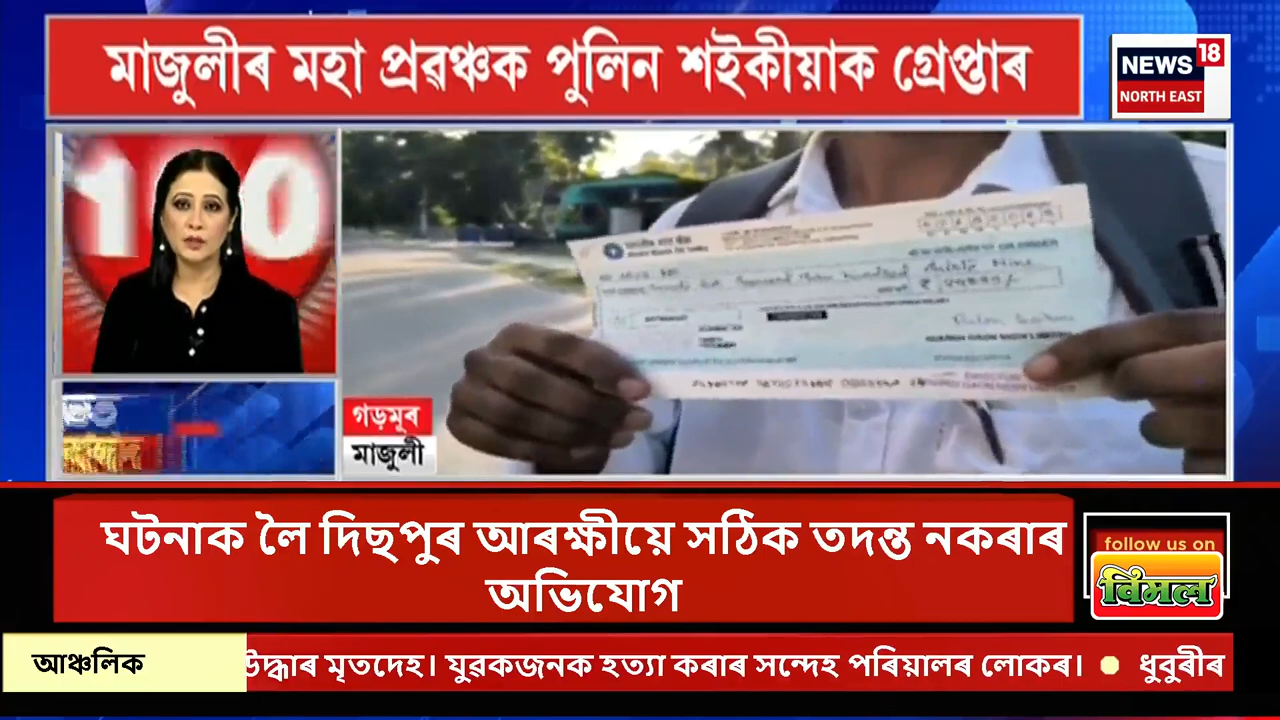 মাজুলীৰ মহা প্ৰৱঞ্চক পুলিন শইকীয়াক গ্ৰেপ্তাৰ
NEWS 18
NORTH EAST
গড়মূৰ
মাজুলী
ঘটনাক লৈ দিছপুৰ আৰক্ষীয়ে সঠিক তদন্ত নকৰাৰ
অভিযোগ
follow us on
विमल
আঞ্চলিক
উদ্ধাৰ মৃতদেহ। যুৱকজনক হত্যা কৰাৰ সন্দেহ পৰিয়ালৰ লোকৰ।
ধুবুৰীৰ